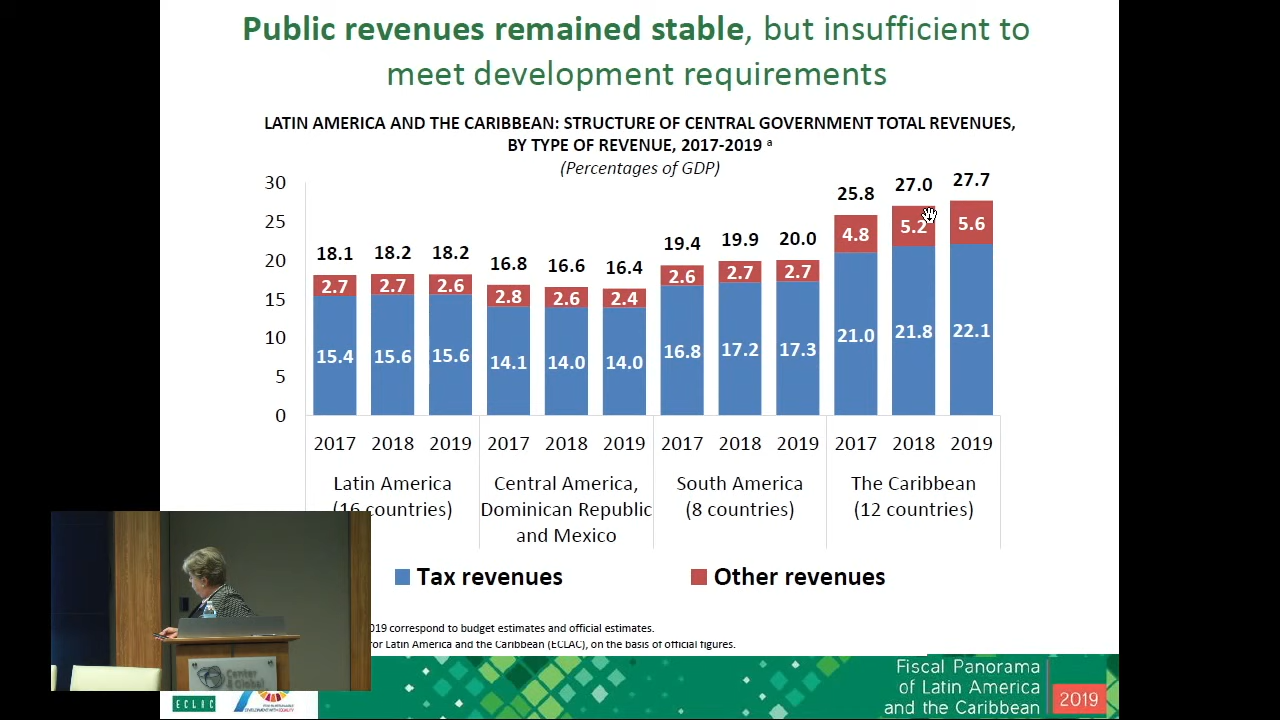 Public revenues remained stable, but insufficient to
meet development requirements
LATIN AMERICA AND THE CARIBBEAN: STRUCTURE OF CENTRAL GOVERNMENT TOTAL REVENUES,
BY TYPE OF REVENUE, 2017-2019 a
(Percentages of GDP)
30
25
20
15
10
5
0
18.1 18.2 18.2 16.8 16.6 16.4 19.4 19.9 20.0 25.8 27.0 27.7
2.7 2.7 2.6 2.8 2.6 2.4 2.6 2.7 2.7 4.8 5.2 5.6
15.4 15.6 15.6 14.1 14.0 14.0 16.8 17.2 17.3 21.0 21.8 22.1
2017 2018 2019 2017 2018 2019 2017 2018 2019 2017 2018 2019
Latin America
(16 countries)
Central America,
Dominican Republic
and Mexico
South America
(8 countries)
The Caribbean
(12 countries)
Tax revenues
Other revenues
019 correspond to budget estimates and official estimates.
for Latin America and the Caribbean (ECLAC), on the basis of official figures.
Center
Global
ECLAC
Fiscal Panorama
of Latin America
and the Caribbean
2019